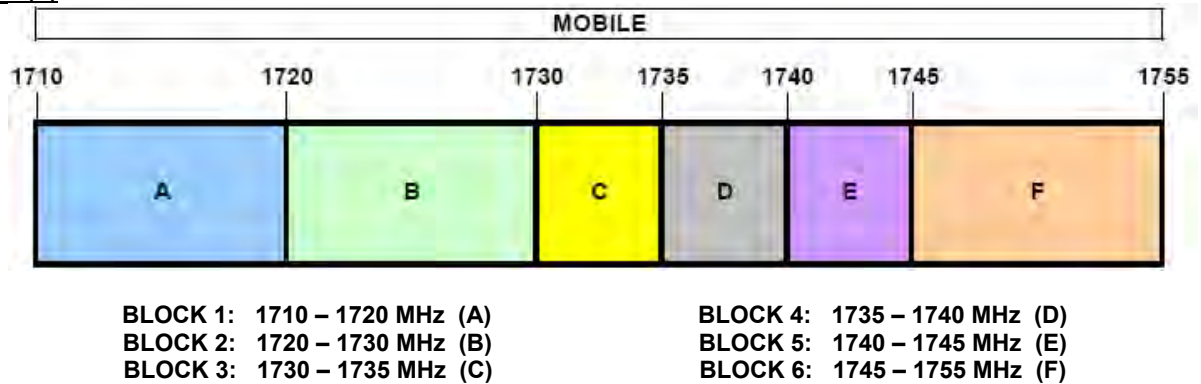 MOBILE
1710 1720 1730 1735 1740 1745 1755
A B C D E F
BLOCK 1: 1710 – 1720 MHz (A)
BLOCK 2: 1720 – 1730 MHz (B)
BLOCK 3: 1730 – 1735 MHz (C)
BLOCK 4: 1735 – 1740 MHz (D)
BLOCK 5: 1740 – 1745 MHz (E)
BLOCK 6: 1745 – 1755 MHz (F)